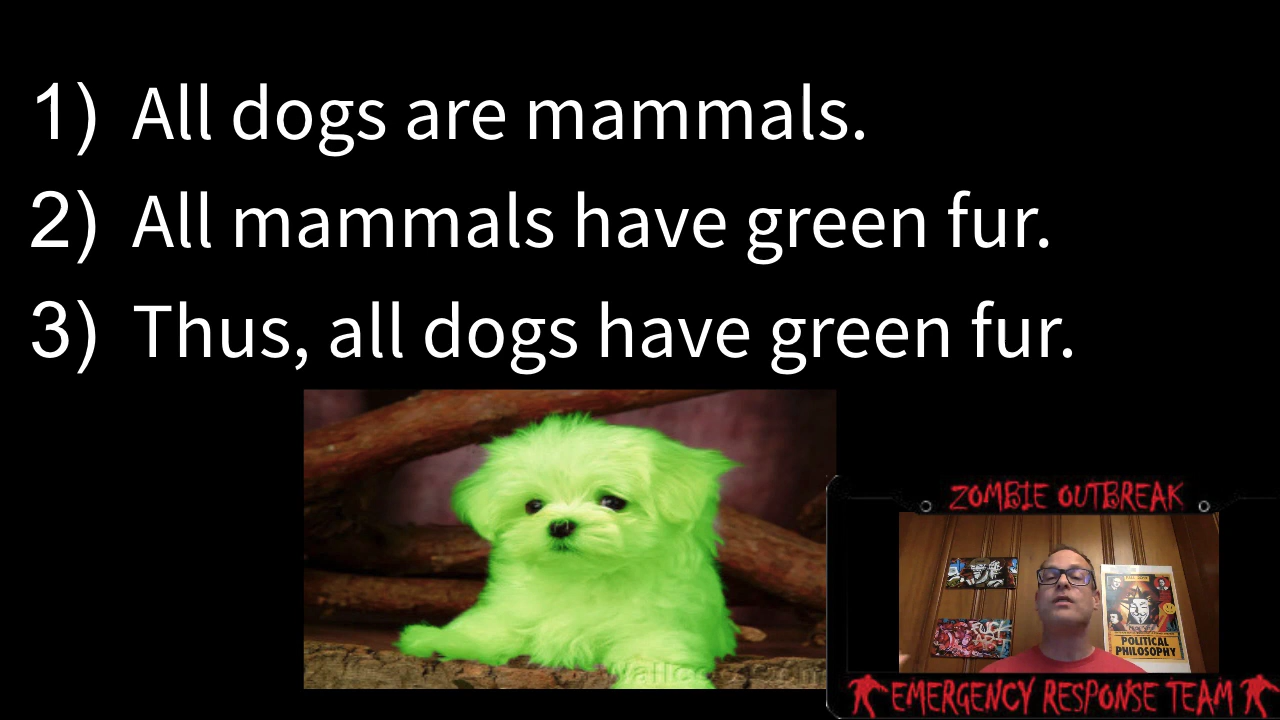 1) All dogs are mammals.
2) All mammals have green fur.
3) Thus, all dogs have green fur.
ZOMBIE OUTBREAK
POLITICAL
PHILOSOPHY
EMERGENCY RESPONSE TEAM